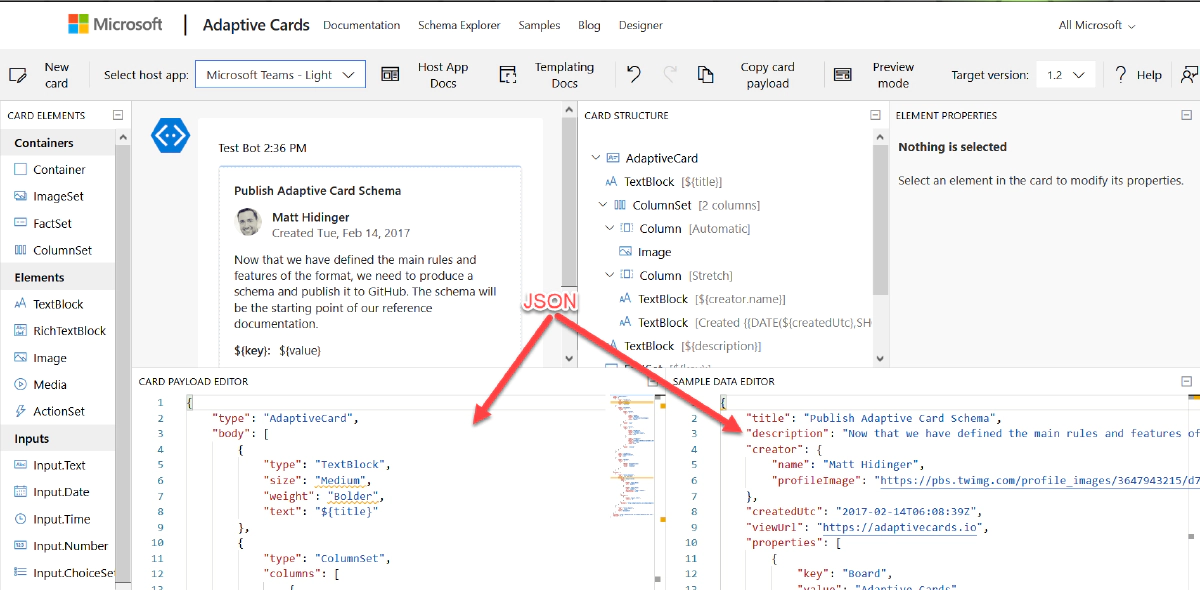 Microsoft | Adaptive Cards Documentation Schema Explorer Samples Blog Designer All Microsoft
New card Select host app: Microsoft Teams - Light Host App Docs Templating Docs Copy card payload Preview mode Target version: 1.2 Help
CARD ELEMENTS
Containers
Container
ImageSet
FactSet
ColumnSet
Elements
TextBlock
RichTextBlock
Image
Media
ActionSet
Inputs
Input.Text
Input.Date
Input.Time
Input.Number
Input.ChoiceSe
Test Bot 2:36 PM
Publish Adaptive Card Schema
Matt Hidinger
Created Tue, Feb 14, 2017
Now that we have defined the main rules and
features of the format, we need to produce a
schema and publish it to GitHub. The schema will
be the starting point of our reference
documentation.
${key}: ${value}
JSON
CARD STRUCTURE
AdaptiveCard
TextBlock [${title}]
ColumnSet [2 columns]
Column [Automatic]
Image
Column [Stretch]
TextBlock [${creator.name}]
TextBlock [Created {{DATE(${createdUtc},SHO
TextBlock [${description}]
ELEMENT PROPERTIES
Nothing is selected
Select an element in the card to modify its properties.
CARD PAYLOAD EDITOR
1 {
2 "type": "AdaptiveCard",
3 "body": [
4 {
5 "type": "TextBlock",
6 "size": "Medium",
7 "weight": "Bolder",
8 "text": "${title}"
9 },
10 {
11 "type": "ColumnSet",
12 "columns": [
13 {
SAMPLE DATA EDITOR
{
2 "title": "Publish Adaptive Card Schema",
3 "description": "Now that we have defined the main rules and features of
4 "creator": {
5 "name": "Matt Hidinger",
6 "profileImage": "https://pbs.twimg.com/profile_images/3647943215/d7
7 },
8 "createdUtc": "2017-02-14T06:08:39Z",
9 "viewUrl": "https://adaptivecards.io",
10 "properties": [
11 {
12 "key": "Board",
13 "value": "Adaptive Cards"